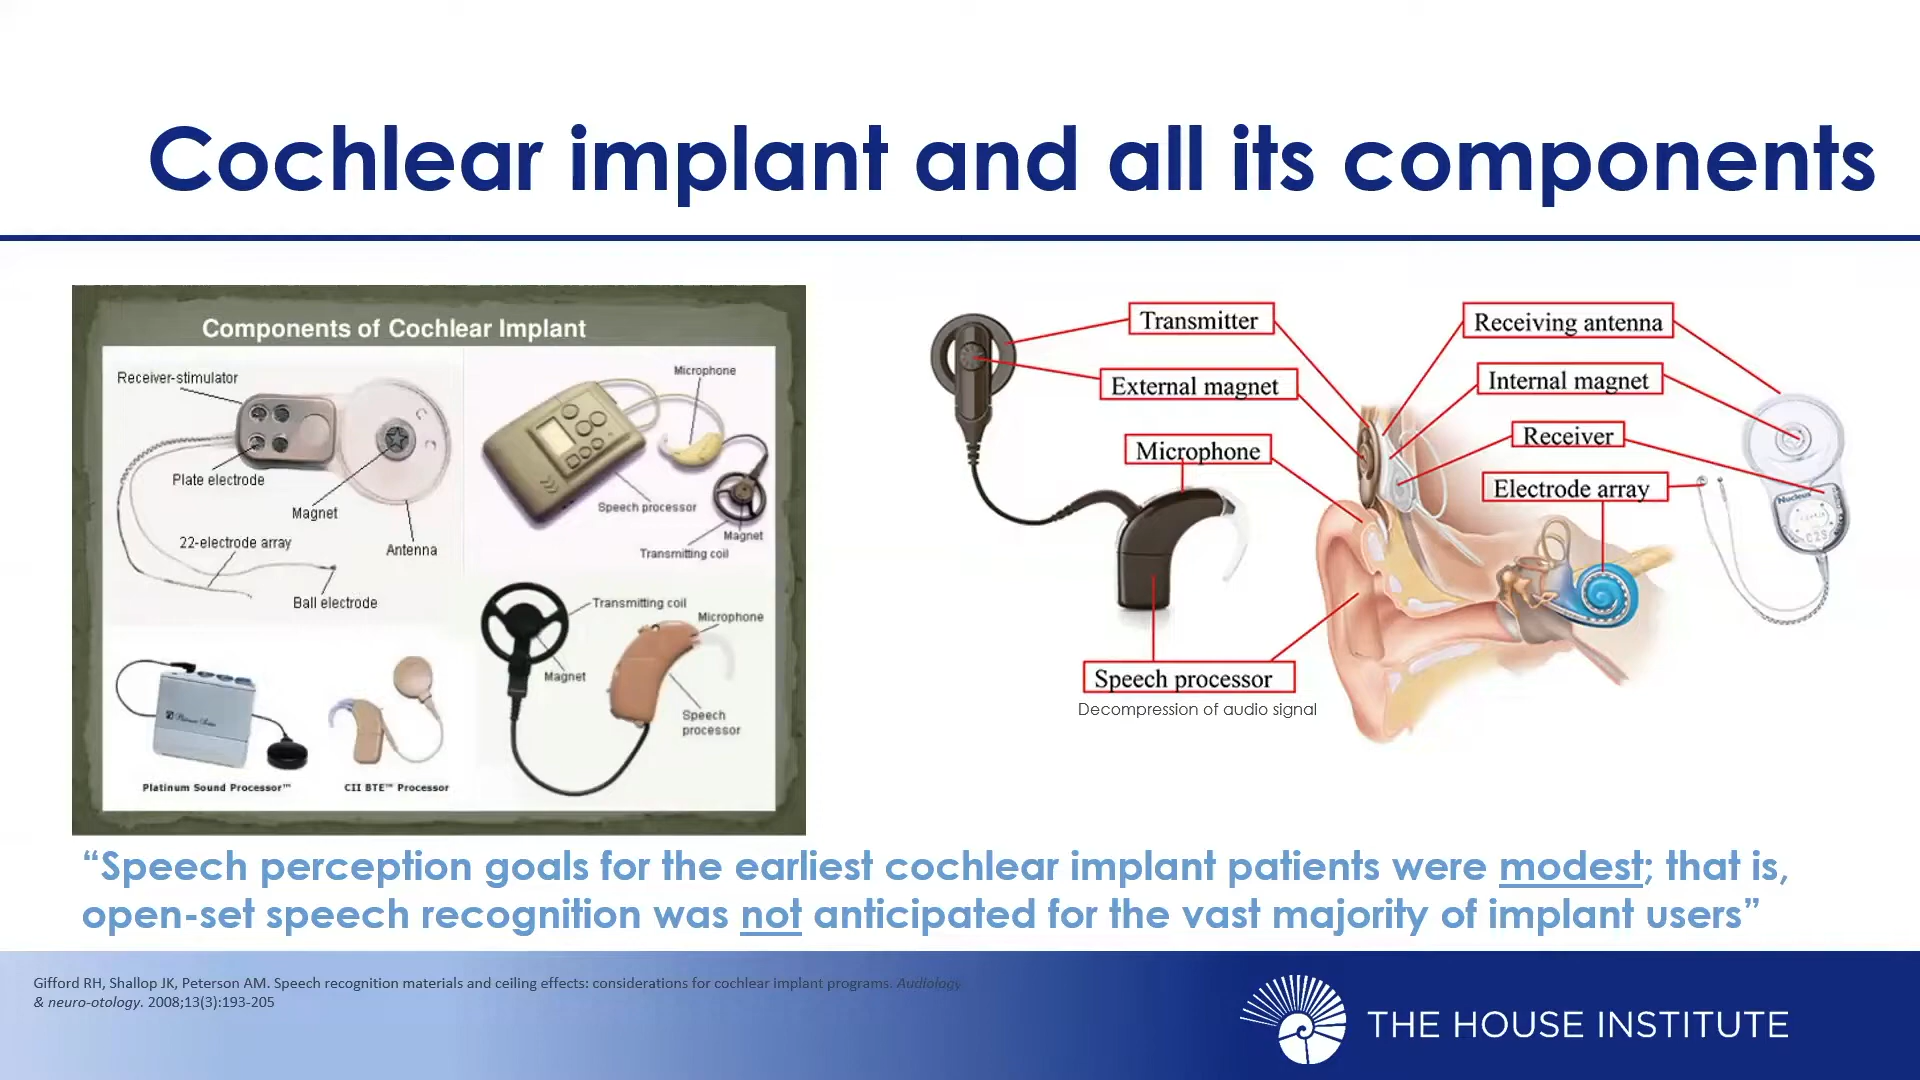 Cochlear implant and all its components
Components of Cochlear Implant
Receiver-stimulator
Plate electrode
Magnet
22-electrode array
Antenna
Ball electrode
Microphone
Speech processor
Magnet
Transmitting coil
Platinum Sound Processor™
CII BTE™ Processor
Transmitting coil
Microphone
Magnet
Speech
processor
Transmitter
External magnet
Microphone
Speech processor
Decompression of audio signal
Receiving antenna
Internal magnet
Receiver
Electrode array
Nucleus
“Speech perception goals for the earliest cochlear implant patients were modest; that is,
open-set speech recognition was not anticipated for the vast majority of implant users”
Gifford RH, Shallop JK, Peterson AM. Speech recognition materials and ceiling effects: considerations for cochlear implant programs. Audiology
& neuro-otology. 2008;13(3):193-205
THE HOUSE INSTITUTE